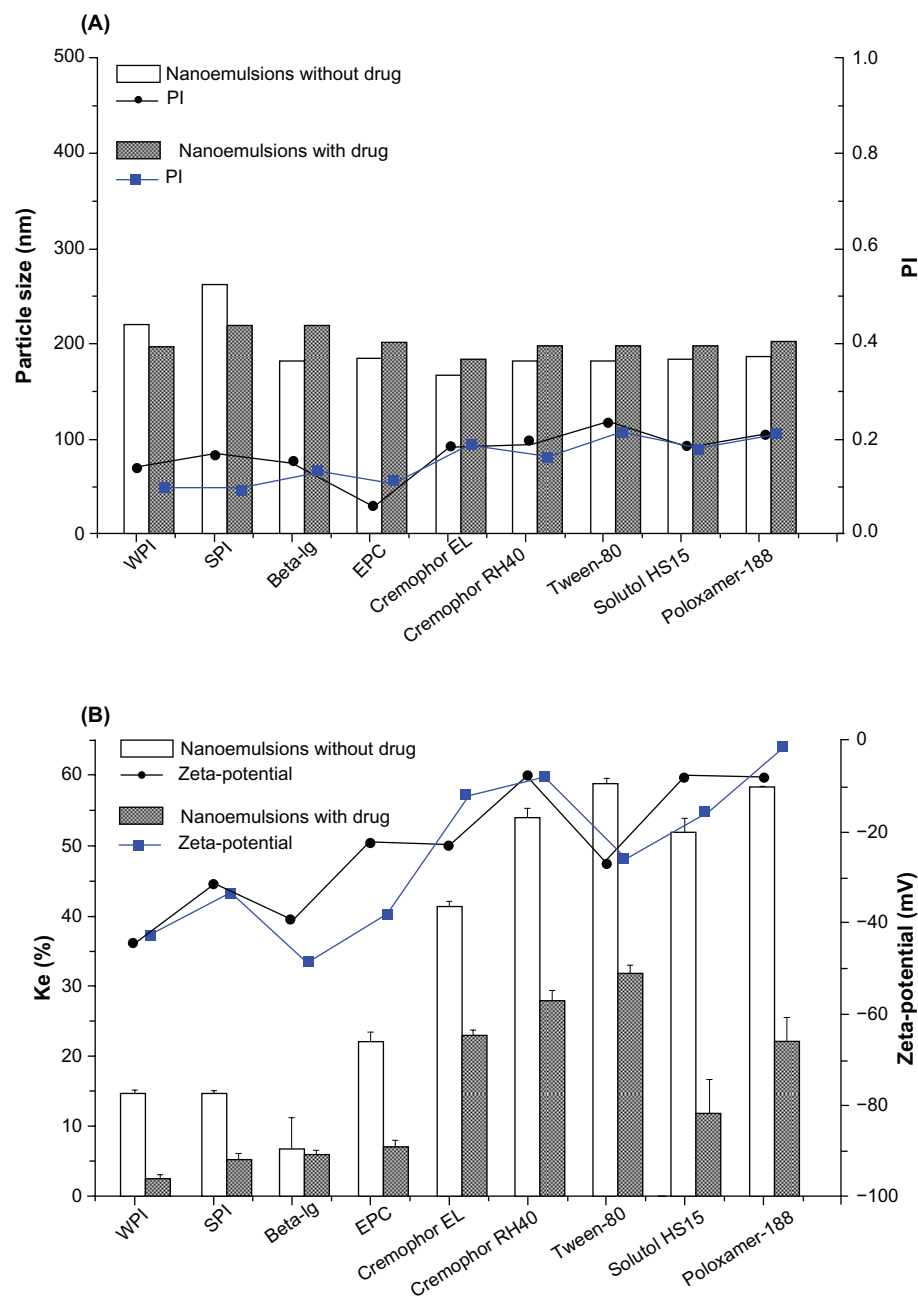 (A)
500
400
300
200
100
0
Particle size (nm)
Nanoemulsions without drug
PI
Nanoemulsions with drug
PI
1.0
0.8
0.6
0.4
0.2
0.0
PI
WPI
SPI
Beta-lg
EPC
Cremophor EL
Cremophor RH40
Tween-80
Solutol HS15
Poloxamer-188
(B)
60
50
40
30
20
10
0
Ke (%)
Nanoemulsions without drug
Zeta-potential
Nanoemulsions with drug
Zeta-potential
0
−20
−40
−60
−80
−100
Zeta-potential (mV)
WPI
SPI
Beta-lg
EPC
Cremophor EL
Cremophor RH40
Tween-80
Solutol HS15
Poloxamer-188